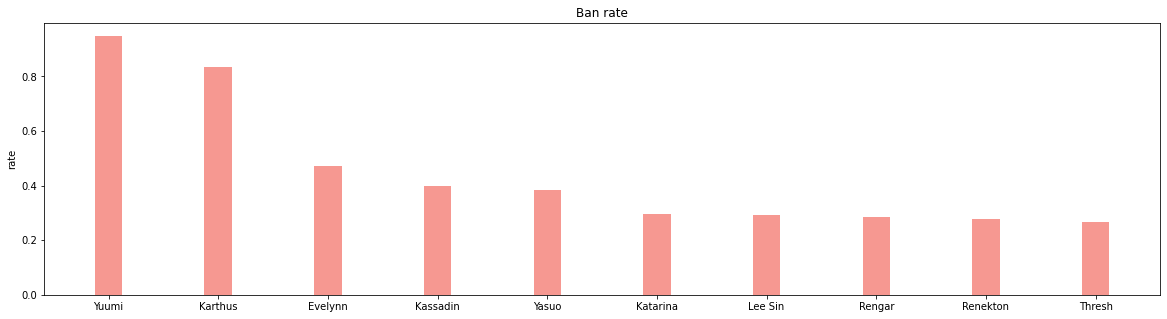 Ban rate
rate
0.8
0.6
0.4
0.2
0.0
Yuumi Karthus Evelynn Kassadin Yasuo Katarina Lee Sin Rengar Renekton Thresh